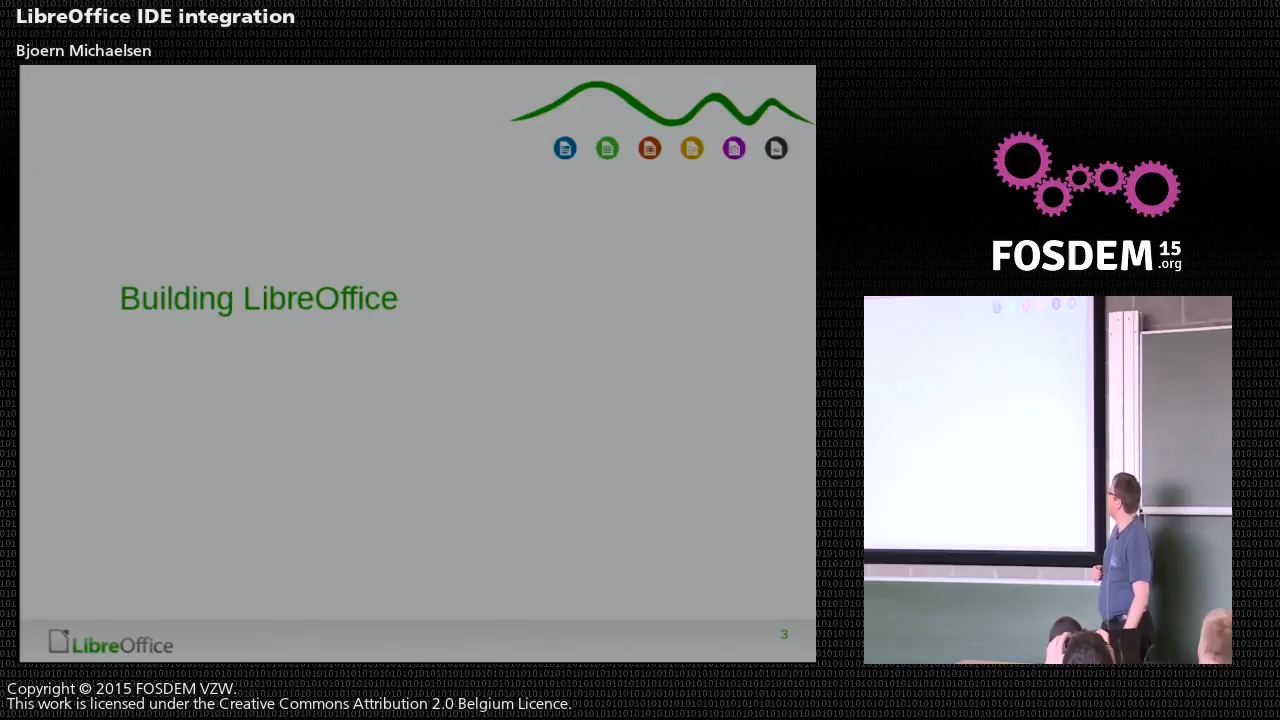 LibreOffice IDE integration
Bjoern Michaelsen
Building LibreOffice
LibreOffice
3
FOSDEM 15
.org
Copyright © 2015 FOSDEM VZW.
This work is licensed under the Creative Commons Attribution 2.0 Belgium Licence.